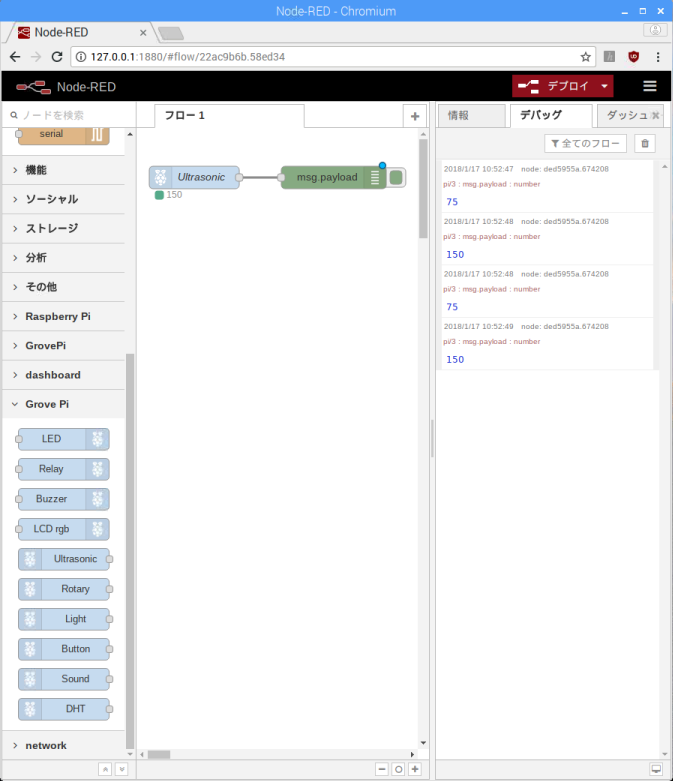 Node-RED - Chromium
Node-RED
127.0.0.1:1880/#flow/22ac9b6b.58ed34
Node-RED
デプロイ
ノードを検索
serial
機能
ソーシャル
ストレージ
分析
その他
Raspberry Pi
GrovePi
dashboard
Grove Pi
LED
Relay
Buzzer
LCD rgb
Ultrasonic
Rotary
Light
Button
Sound
DHT
network
フロー 1
Ultrasonic
150
msg.payload
情報
デバッグ
ダッシュ
全てのフロー
2018/1/17 10:52:47 node: ded5955a.674208
pi/3 : msg.payload : number
75
2018/1/17 10:52:48 node: ded5955a.674208
pi/3 : msg.payload : number
150
2018/1/17 10:52:48 node: ded5955a.674208
pi/3 : msg.payload : number
75
2018/1/17 10:52:49 node: ded5955a.674208
pi/3 : msg.payload : number
150